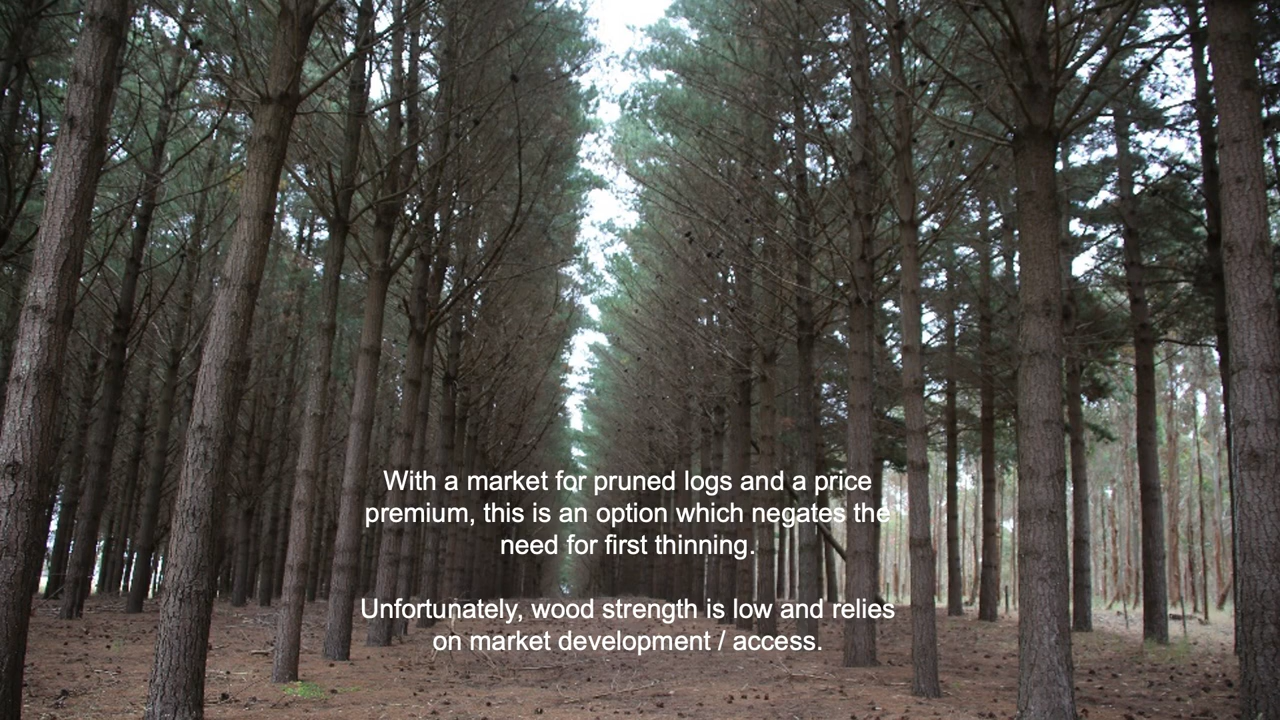 With a market for pruned logs and a price
premium, this is an option which negates the
need for first thinning.
Unfortunately, wood strength is low and relies
on market development / access.